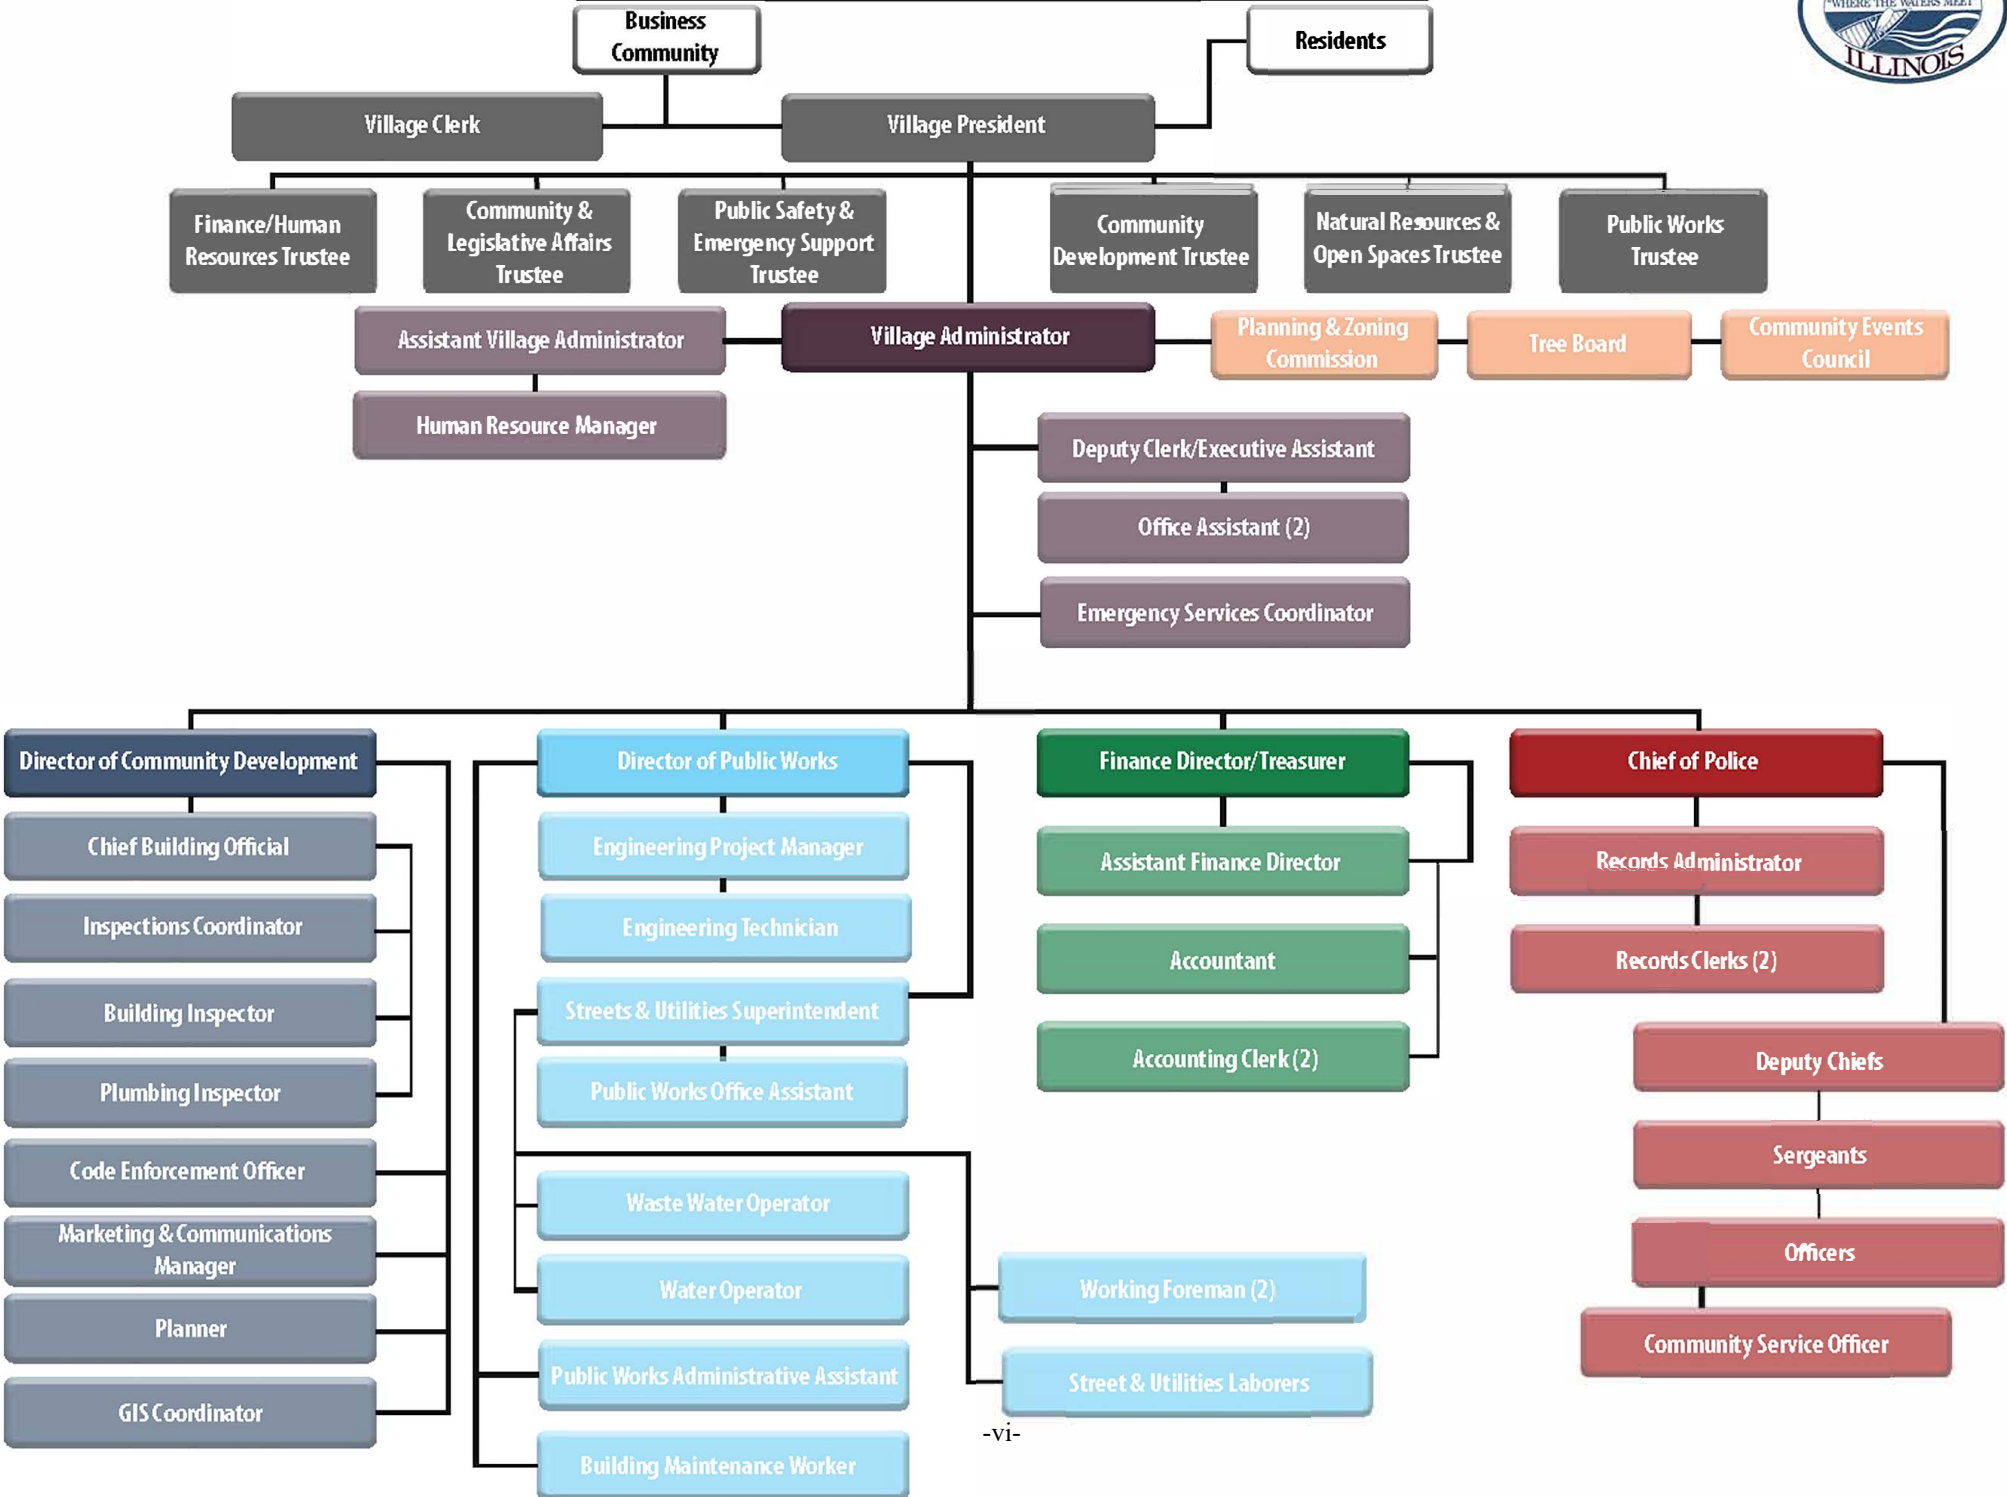 Business
Community
Residents
"WHERE THE WATERS MEET"
ILLINOIS
Village Clerk
Village President
Finance/Human
Resources Trustee
Community &
Legislative Affairs
Trustee
Public Safety &
Emergency Support
Trustee
Community
Development Trustee
Natural Resources &
Open Spaces Trustee
Public Works
Trustee
Assistant Village Administrator
Village Administrator
Planning & Zoning
Commission
Tree Board
Community Events
Council
Human Resource Manager
Deputy Clerk/Executive Assistant
Office Assistant (2)
Emergency Services Coordinator
Director of Community Development
Chief Building Official
Inspections Coordinator
Building Inspector
Plumbing Inspector
Code Enforcement Officer
Marketing & Communications
Manager
Planner
GIS Coordinator
Director of Public Works
Engineering Project Manager
Engineering Technician
Streets & Utilities Superintendent
Public Works Office Assistant
Waste Water Operator
Water Operator
Public Works Administrative Assistant
Building Maintenance Worker
Working Foreman (2)
Street & Utilities Laborers
Finance Director/Treasurer
Assistant Finance Director
Accountant
Accounting Clerk (2)
Chief of Police
Records Administrator
Records Clerks (2)
Deputy Chiefs
Sergeants
Officers
Community Service Officer
-vi-